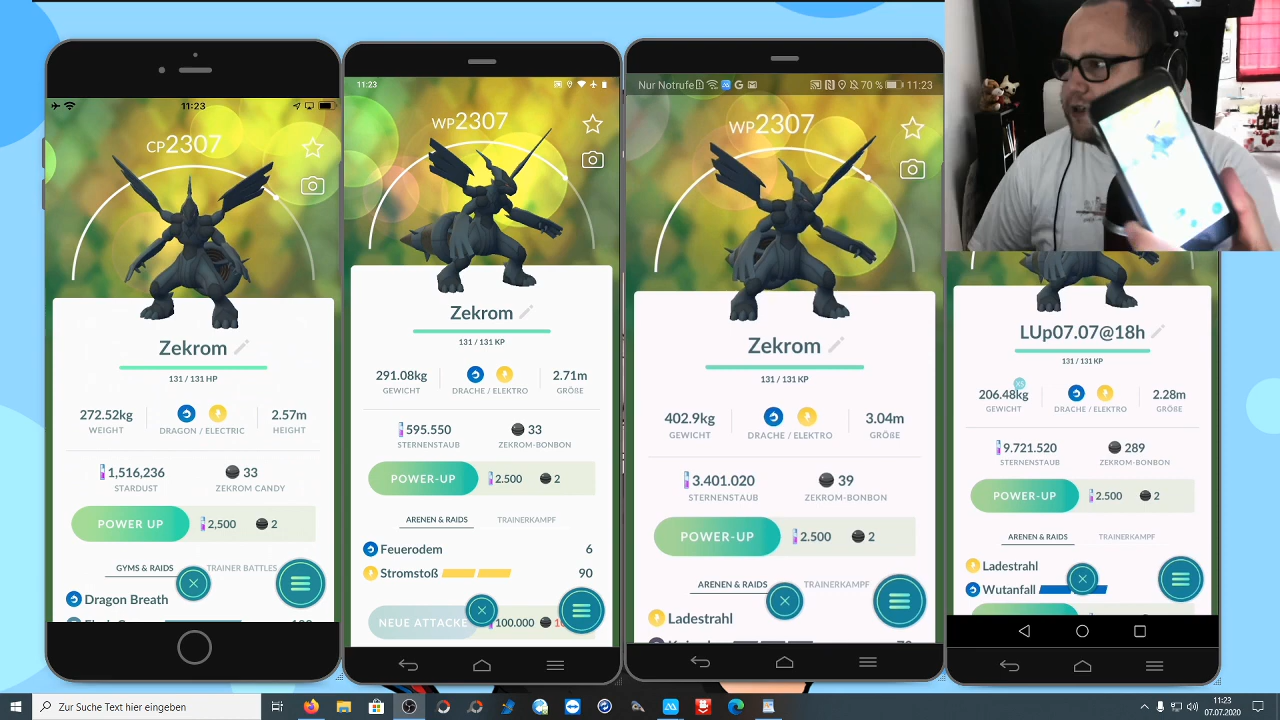 11:23
CP2307
Zekrom
131 / 131 HP
272.52kg
WEIGHT
DRAGON / ELECTRIC
2.57m
HEIGHT
1,516,236
STARDUST
33
ZEKROM CANDY
POWER UP
2,500
2
GYMS & RAIDS
TRAINER BATTLES
Dragon Breath
11:23
WP2307
Zekrom
131 / 131 KP
291.08kg
GEWICHT
DRACHE / ELEKTRO
2.71m
GRÖßE
595.550
STERNENSTAUB
33
ZEKROM-BONBON
POWER-UP
2.500
2
ARENEN & RAIDS
TRAINERKAMPF
Feuerodem
6
Stromstoß
90
NEUE ATTACKE
100.000
Nur Notrufe
70 %
11:23
WP2307
Zekrom
131 / 131 KP
402.9kg
GEWICHT
DRACHE / ELEKTRO
3.04m
GRÖßE
3.401.020
STERNENSTAUB
39
ZEKROM-BONBON
POWER-UP
2.500
2
ARENEN & RAIDS
TRAINERKAMPF
Ladestrahl
LUp07.07@18h
131 / 131 KP
XS
206.48kg
GEWICHT
DRACHE / ELEKTRO
2.28m
GRÖßE
9.721.520
STERNENSTAUB
289
ZEKROM-BONBON
POWER-UP
2.500
2
ARENEN & RAIDS
TRAINERKAMPF
Ladestrahl
Wutanfall
Zur Suche Text hier eingeben
11:23
07.07.2020